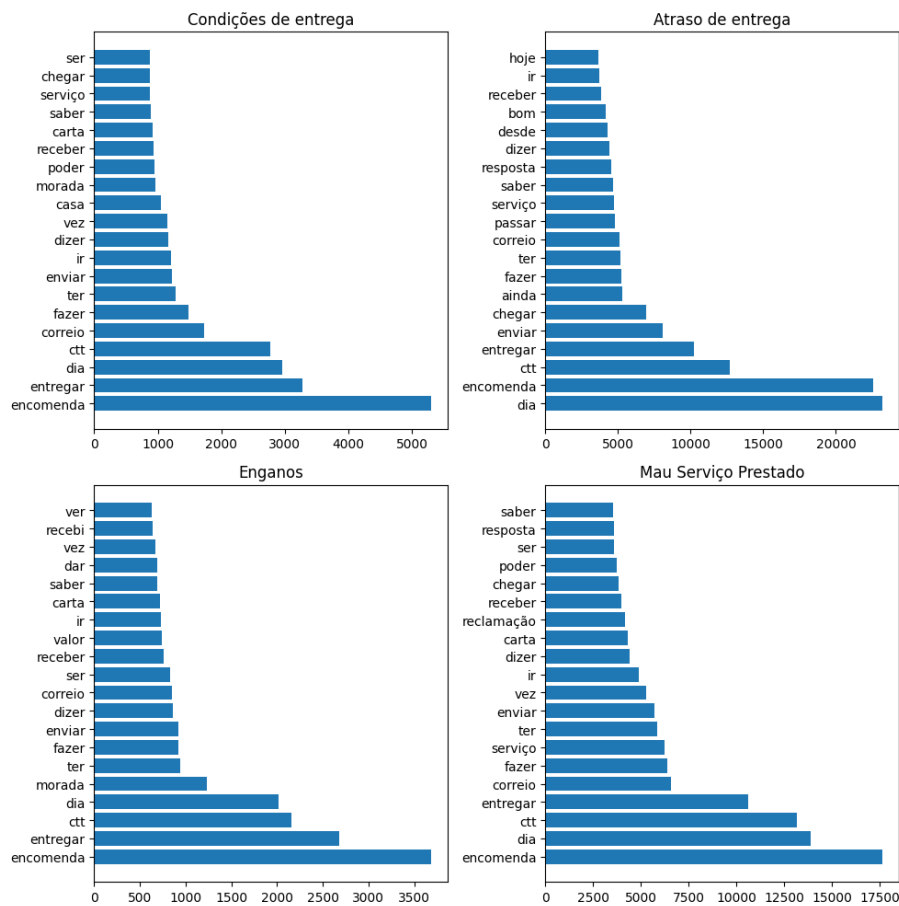 Condições de entrega
ser
chegar
serviço
saber
carta
receber
poder
morada
casa
vez
dizer
ir
enviar
ter
fazer
correio
ctt
dia
entregar
encomenda
0 1000 2000 3000 4000 5000
Atraso de entrega
hoje
ir
receber
bom
desde
dizer
resposta
saber
serviço
passar
correio
ter
fazer
ainda
chegar
enviar
entregar
ctt
encomenda
dia
0 5000 10000 15000 20000
Enganos
ver
recebi
vez
dar
saber
carta
ir
valor
receber
ser
correio
dizer
enviar
fazer
ter
morada
dia
ctt
entregar
encomenda
0 500 1000 1500 2000 2500 3000 3500
Mau Serviço Prestado
saber
resposta
ser
poder
chegar
receber
reclamação
carta
dizer
ir
vez
enviar
ter
serviço
fazer
correio
entregar
ctt
dia
encomenda
0 2500 5000 7500 10000 12500 15000 17500